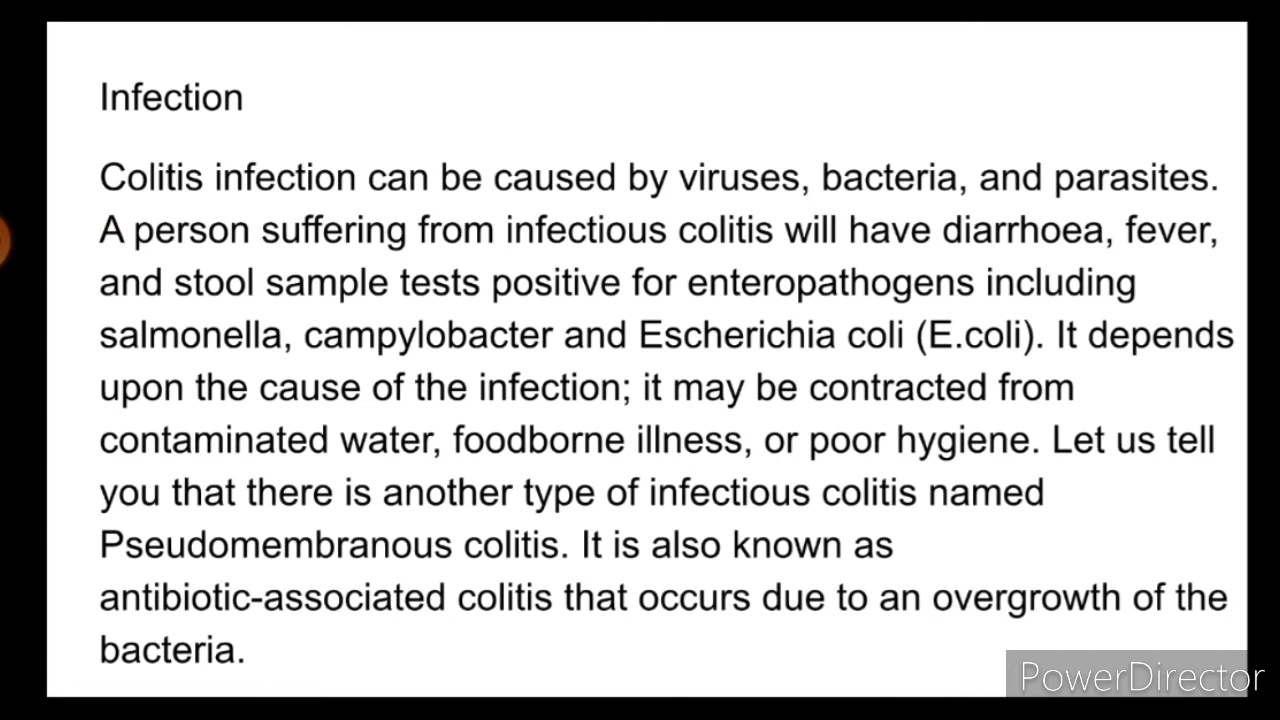 Infection
Colitis infection can be caused by viruses, bacteria, and parasites.
A person suffering from infectious colitis will have diarrhoea, fever,
and stool sample tests positive for enteropathogens including
salmonella, campylobacter and Escherichia coli (E.coli). It depends
upon the cause of the infection; it may be contracted from
contaminated water, foodborne illness, or poor hygiene. Let us tell
you that there is another type of infectious colitis named
Pseudomembranous colitis. It is also known as
antibiotic-associated colitis that occurs due to an overgrowth of the
bacteria.
PowerDirector